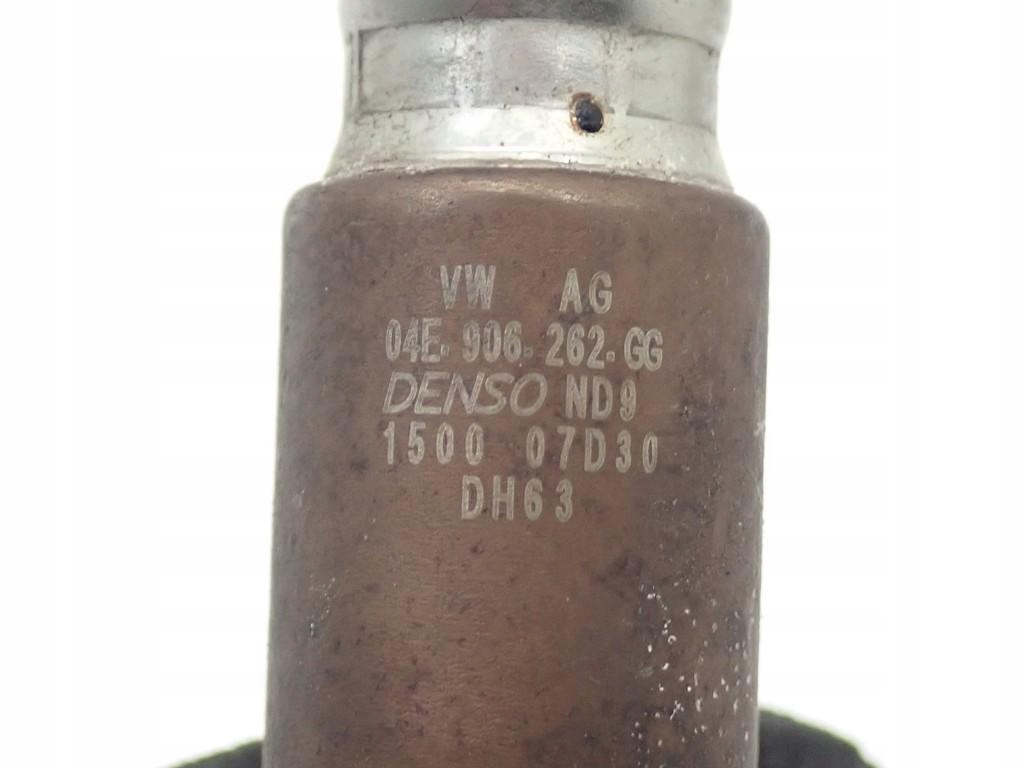 VW AG
04E.906.262.GG
DENSO ND9
1500 07D30
DH63